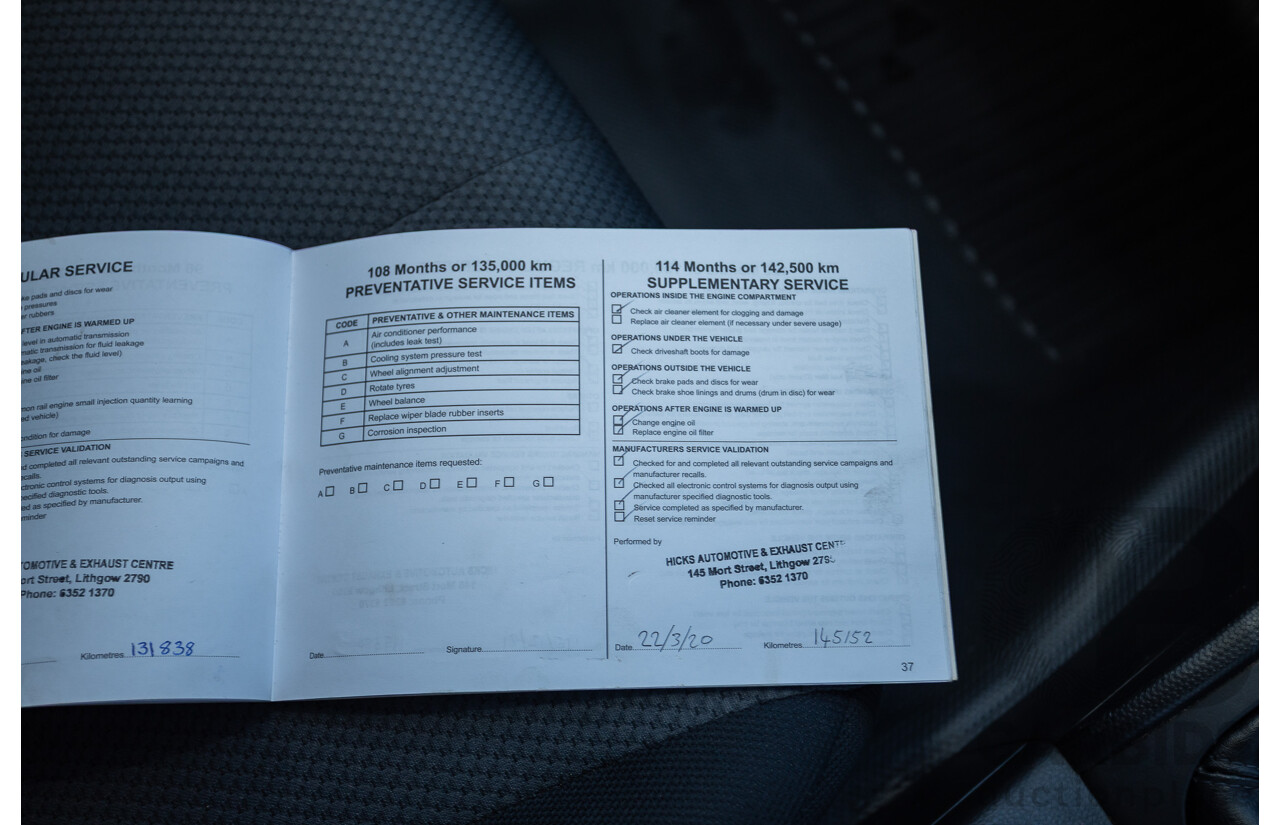 ULAR SERVICE
ke pads and discs for wear
pressures
r rubbers
FTER ENGINE IS WARMED UP
level in automatic transmission
matic transmission for fluid leakage
eakage, check the fluid level)
ne oil
ne oil filter
mon rail engine small injection quantity learning
ed vehicle)
ondition for damage
SERVICE VALIDATION
d completed all relevant outstanding service campaigns and
calls.
ctronic control systems for diagnosis output using
ecified diagnostic tools.
ed as specified by manufacturer.
minder
TOMOTIVE & EXHAUST CENTRE
ort Street, Lithgow 2790
Phone: 6352 1370
Kilometres 131838
108 Months or 135,000 km
PREVENTATIVE SERVICE ITEMS
CODE PREVENTATIVE & OTHER MAINTENANCE ITEMS
A Air conditioner performance
(includes leak test)
B Cooling system pressure test
C Wheel alignment adjustment
D Rotate tyres
E Wheel balance
F Replace wiper blade rubber inserts
G Corrosion inspection
Preventative maintenance items requested:
A B C D E F G
Date Signature
114 Months or 142,500 km
SUPPLEMENTARY SERVICE
OPERATIONS INSIDE THE ENGINE COMPARTMENT
Check air cleaner element for clogging and damage
Replace air cleaner element (if necessary under severe usage)
OPERATIONS UNDER THE VEHICLE
Check driveshaft boots for damage
OPERATIONS OUTSIDE THE VEHICLE
Check brake pads and discs for wear
Check brake shoe linings and drums (drum in disc) for wear
OPERATIONS AFTER ENGINE IS WARMED UP
Change engine oil
Replace engine oil filter
MANUFACTURERS SERVICE VALIDATION
Checked for and completed all relevant outstanding service campaigns and
manufacturer recalls.
Checked all electronic control systems for diagnosis output using
manufacturer specified diagnostic tools.
Service completed as specified by manufacturer.
Reset service reminder
Performed by
HICKS AUTOMOTIVE & EXHAUST CENT
145 Mort Street, Lithgow 279
Phone: 6352 1370
Date 22/3/20 Kilometres 145152
37